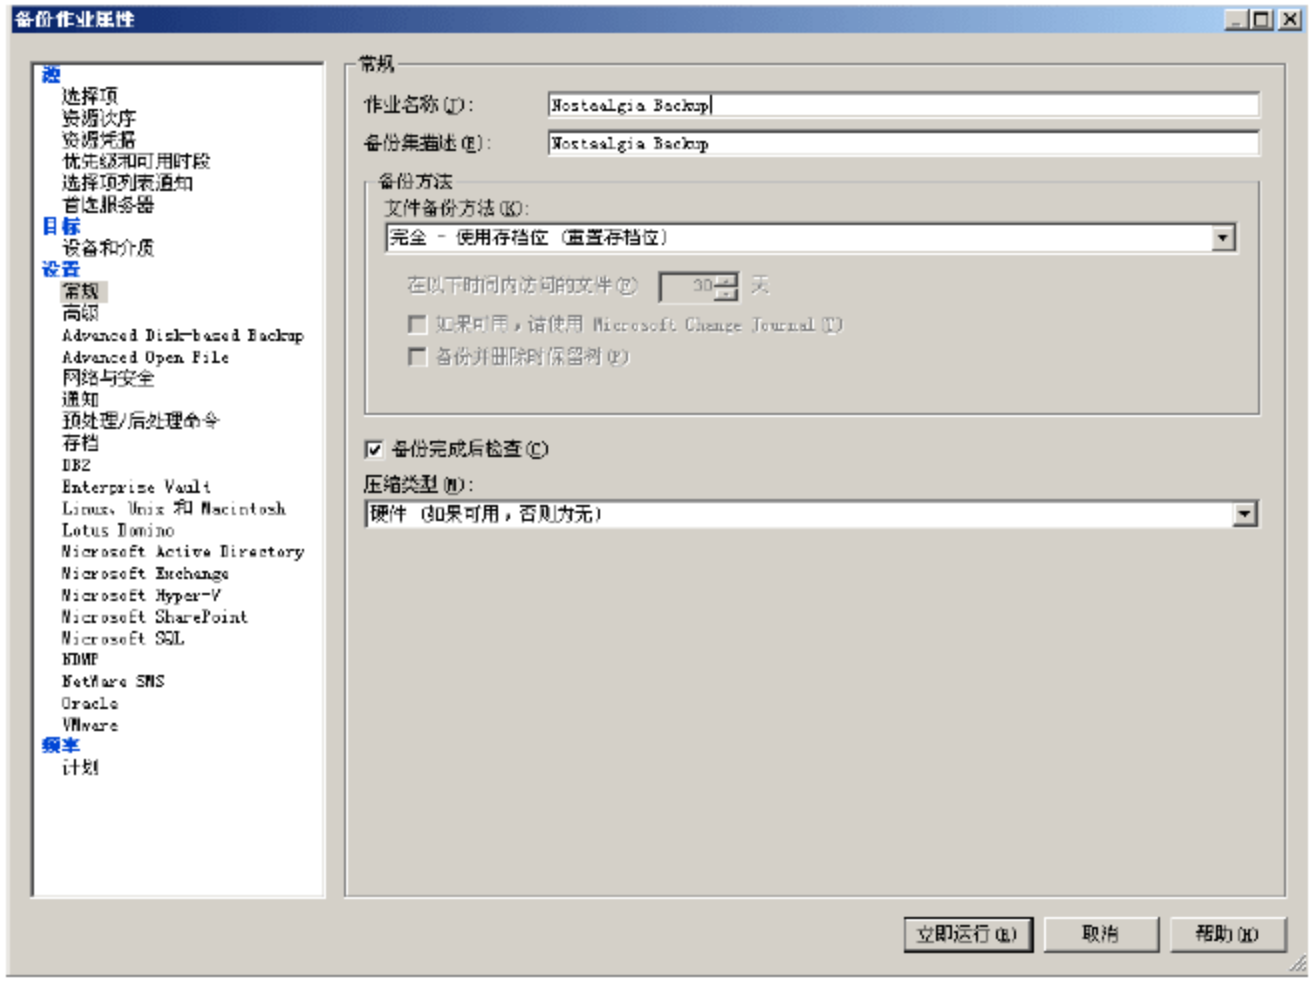 备份作业属性
源
选择项
资源次序
资源凭据
优先级和可用时段
选择项列表通知
首选服务器
目标
设备和介质
设置
常规
高级
Advanced Disk-based Backup
Advanced Open File
网络与安全
通知
预处理/后处理命令
存档
DB2
Enterprise Vault
Linux、Unix 和 Macintosh
Lotus Domino
Microsoft Active Directory
Microsoft Exchange
Microsoft Hyper-V
Microsoft SharePoint
Microsoft SQL
NDMP
NetWare SMS
Oracle
VMware
频率
计划
常规
作业名称(J):
Nostaalgia Backup
备份集描述(B):
Nostaalgia Backup
备份方法
文件备份方法(K):
完全 - 使用存档位 (重置存档位)
在以下时间内访问的文件(F) 30 天
如果可用，请使用 Microsoft Change Journal(T)
备份并删除时保留树(P)
备份完成后检查(C)
压缩类型(N):
硬件 (如果可用，否则为无)
立即运行(R) 取消 帮助(H)